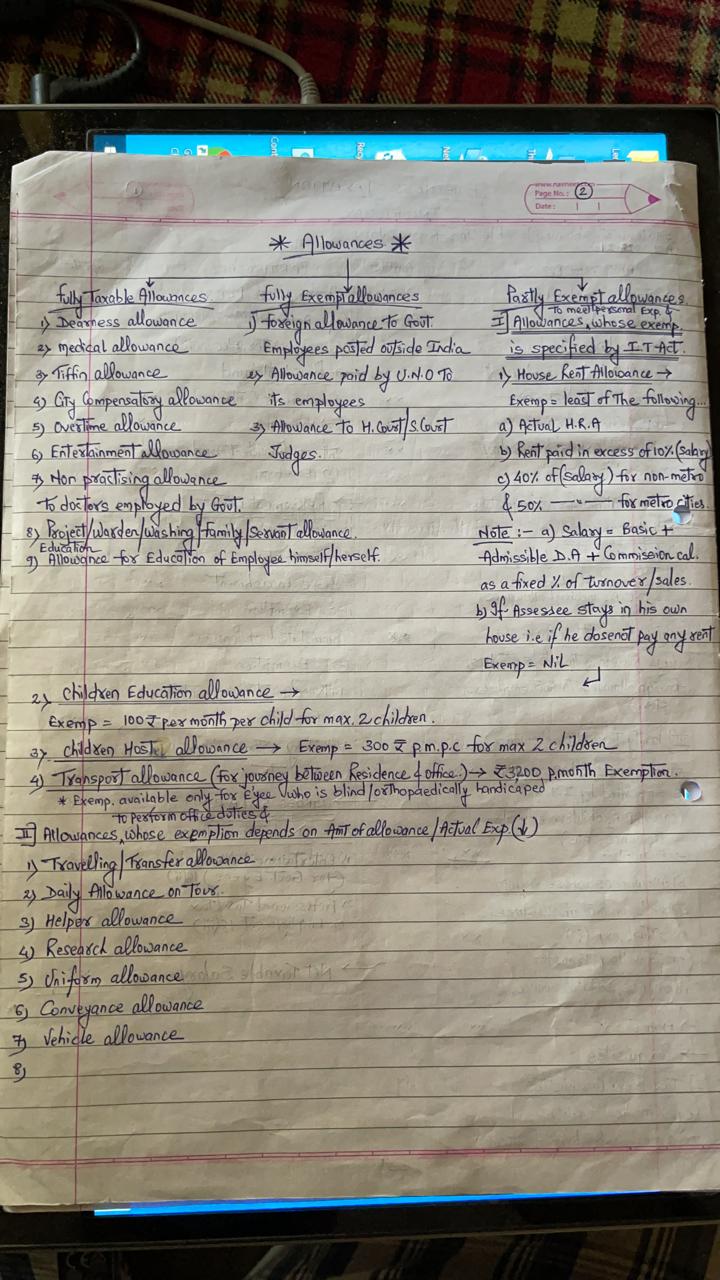 www.navneet.com
Page No.: 2
Date:
* Allowances *
Fully Taxable Allowances
1) Dearness allowance
2) medical allowance
3) Tiffin allowance
4) City Compensatory allowance
5) Overtime allowance
6) Entertainment allowance
7) Non practising allowance
to doctors employed by Govt.
8) Project/Warden/Washing/family/Servant allowance.
Education
9) Allowance for Education of Employee himself/herself.
fully Exempt allowances
1) foreign allowance to Govt.
Employees posted outside India
2) Allowance paid by U.N.O To
its employees
3) Allowance to H.Court/S.Court
Judges.
Partly Exempt allowances.
To meet personal Exp. &
I] Allowances, whose exemp
is specified by I.T.Act.
1) House Rent Allowance →
Exemp = least of The following...
a) Actual H.R.A
b) Rent paid in excess of 10% (Salary
c) 40% of (salary) for non-metro
& 50% —"— for metro cities.
Note :- a) Salary = Basic +
Admissible D.A + Commission cal.
as a fixed % of turnover/sales.
b) If Assessee stays in his own
house i.e if he dosenot pay any rent
Exemp = NiL
2) Children Education allowance →
Exemp = 100₹ per month per child for max. 2 children.
3) Children Hostel allowance → Exemp = 300 ₹ p.m.p.c for max 2 children
4) Transport allowance (for journey between Residence & office.) → ₹3200 p.month Exemption.
* Exemp. available only for E'yee who is blind/orthopaedically handicaped
to perform office duties &
II] Allowances, whose exemption depends on Amt of allowance/Actual Exp.(↓)
1) Travelling/Transfer allowance
2) Daily Allowance on Tour.
3) Helper allowance
4) Research allowance
5) Uniform allowance
6) Conveyance allowance
7) Vehicle allowance
8)